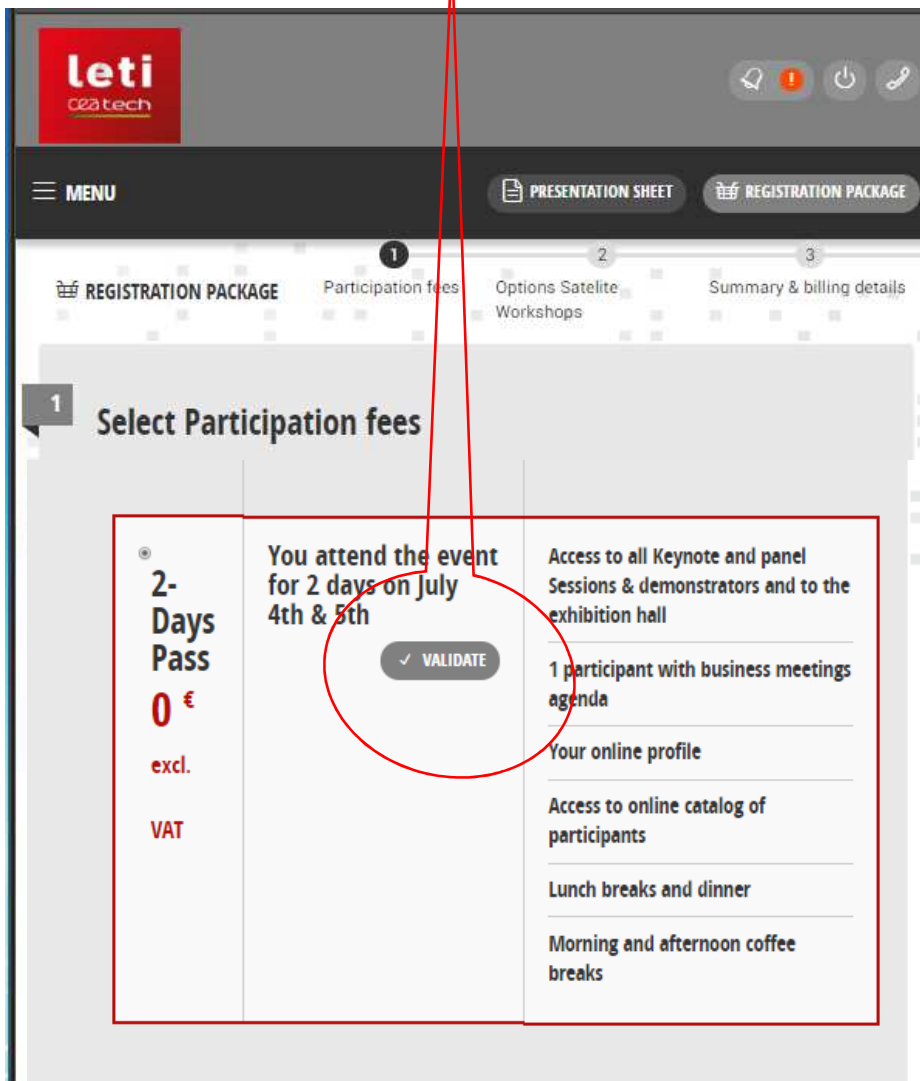 leti
ceatech
MENU
PRESENTATION SHEET
REGISTRATION PACKAGE
REGISTRATION PACKAGE
1
Participation fees
2
Options Satelite
Workshops
3
Summary & billing details
1
Select Participation fees
2-
Days
Pass
0 €
excl.
VAT
You attend the event
for 2 days on July
4th & 5th
✓ VALIDATE
Access to all Keynote and panel
Sessions & demonstrators and to the
exhibition hall
1 participant with business meetings
agenda
Your online profile
Access to online catalog of
participants
Lunch breaks and dinner
Morning and afternoon coffee
breaks